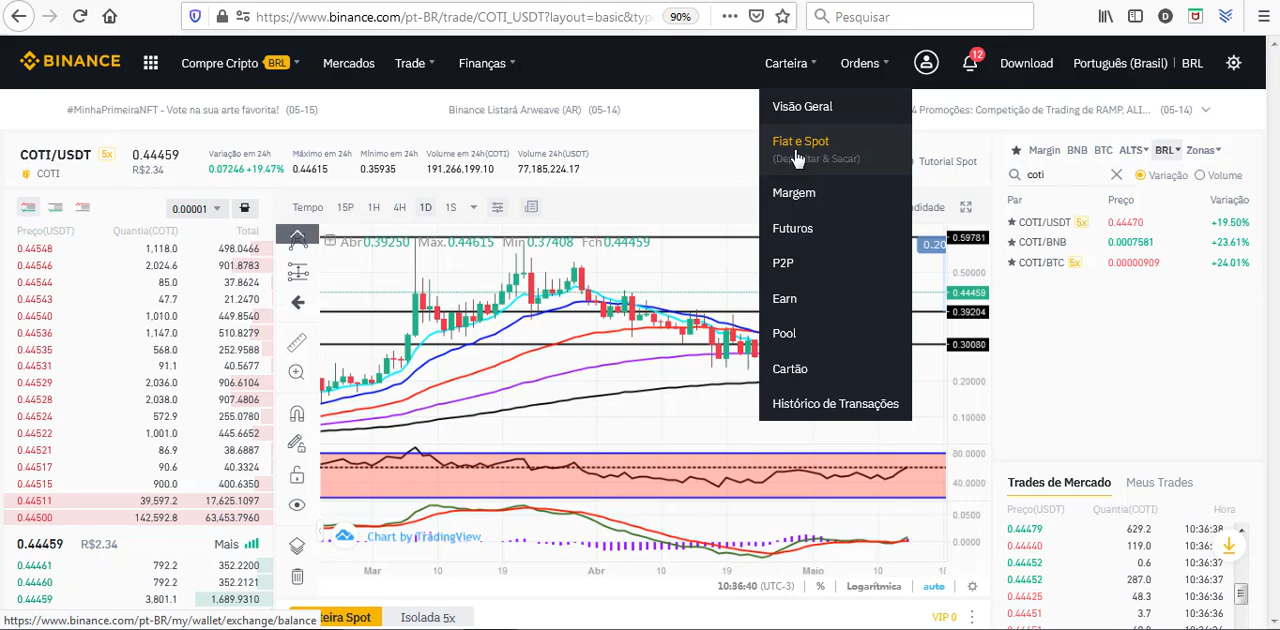 https://www.binance.com/pt-BR/trade/COTI_USDT?layout=basic&type
90%
Pesquisar
BINANCE
Compre Cripto BRL
Mercados
Trade
Finanças
Carteira
Ordens
12
Download
Português (Brasil)
BRL
#MinhaPrimeiraNFT - Vote na sua arte favorita! (05-15)
Binance Listará Arweave (AR) (05-14)
4 Promoções: Competição de Trading de RAMP, ALI... (05-14)
Visão Geral
Fiat e Spot
& Sacar)
Margem
Futuros
P2P
Earn
Pool
Cartão
Histórico de Transações
COTI/USDT 5x
COTI
0.44459
R$2.34
Variação em 24h
0.07246 +19.47%
Máximo em 24h
0.44615
Mínimo em 24h
0.35935
Volume em 24h(COTI)
191,266,199.10
Volume 24h(USDT)
77,185,224.17
Tutorial Spot
0.00001
Preço(USDT) Quantia(COTI) Total
0.44548 1,118.0 498.0466
0.44546 2,024.6 901.8783
0.44544 85.0 37.8624
0.44543 47.7 21.2470
0.44540 1,010.0 449.8540
0.44536 1,147.0 510.8279
0.44535 568.0 252.9588
0.44531 91.1 40.5677
0.44529 2,036.0 906.6104
0.44528 2,038.0 907.4806
0.44524 572.9 255.0780
0.44522 1,001.0 445.6652
0.44521 86.9 38.6887
0.44517 90.6 40.3324
0.44515 900.0 400.6350
0.44511 39,597.2 17,625.1097
0.44500 142,592.8 63,453.7960
0.44459 R$2.34 Mais
0.44461 792.2 352.2200
0.44460 792.2 352.2121
0.44459 3,801.1 1,689.9310
Tempo 15P 1H 4H 1D 1S
didade
Abr0.39250 Máx.0.44615 Mín0.37408 Fch0.44459
0.20
0.59781
0.50000
0.44459
0.39204
0.30080
0.20000
0.10000
80.0000
40.0000
0.0500
0.0000
Chart by TradingView
Mar 10 19 Abr 10 19 Maio 10 18
10:36:40 (UTC-3) % Logarítmica auto
teira Spot
Isolada 5x
VIP 0
Margin BNB BTC ALTS BRL Zonas
coti
Variação
Volume
Par Preço Variação
COTI/USDT 5x 0.44470 +19.50%
COTI/BNB 0.0007581 +23.61%
COTI/BTC 5x 0.00000909 +24.01%
Trades de Mercado
Meus Trades
Preço(USDT) Quantia(COTI) Hora
0.44479 629.2 10:36:38
0.44440 119.0 10:36:38
0.44452 0.6 10:36:37
0.44452 287.0 10:36:37
0.44425 48.3 10:36:36
0.44451 3.7 10:36:36
https://www.binance.com/pt-BR/my/wallet/exchange/balance